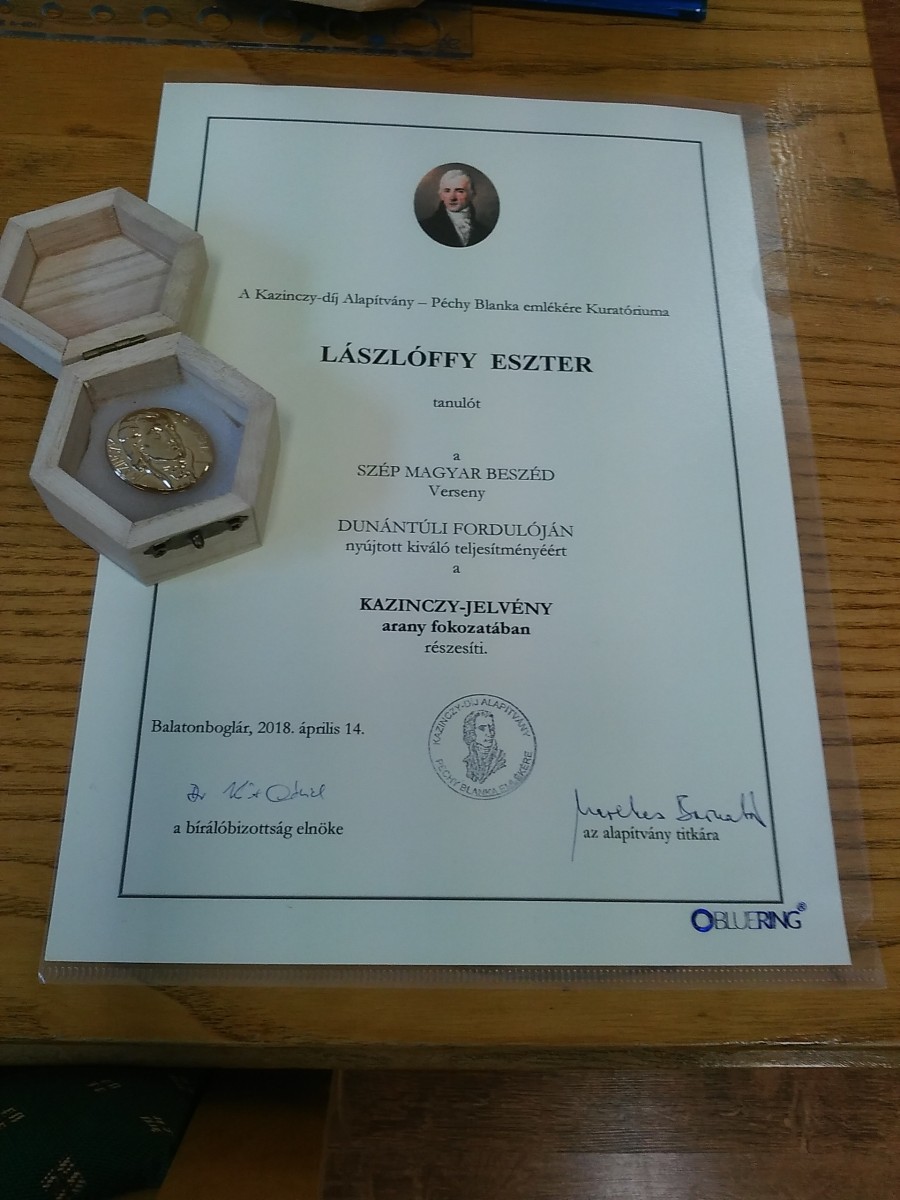 A Kazinczy-díj Alapítvány – Péchy Blanka emlékére Kuratóriuma
LÁSZLÓFFY ESZTER
tanulót
a
SZÉP MAGYAR BESZÉD
Verseny
DUNÁNTÚLI FORDULÓJÁN
nyújtott kiváló teljesítményéért
a
KAZINCZY-JELVÉNY
arany fokozatában
részesíti.
KAZINCZY-DÍJ ALAPÍTVÁNY
PÉCHY BLANKA EMLÉKÉRE
Balatonboglár, 2018. április 14.
Dr
a bírálóbizottság elnöke
az alapítvány titkára
BLUERING®